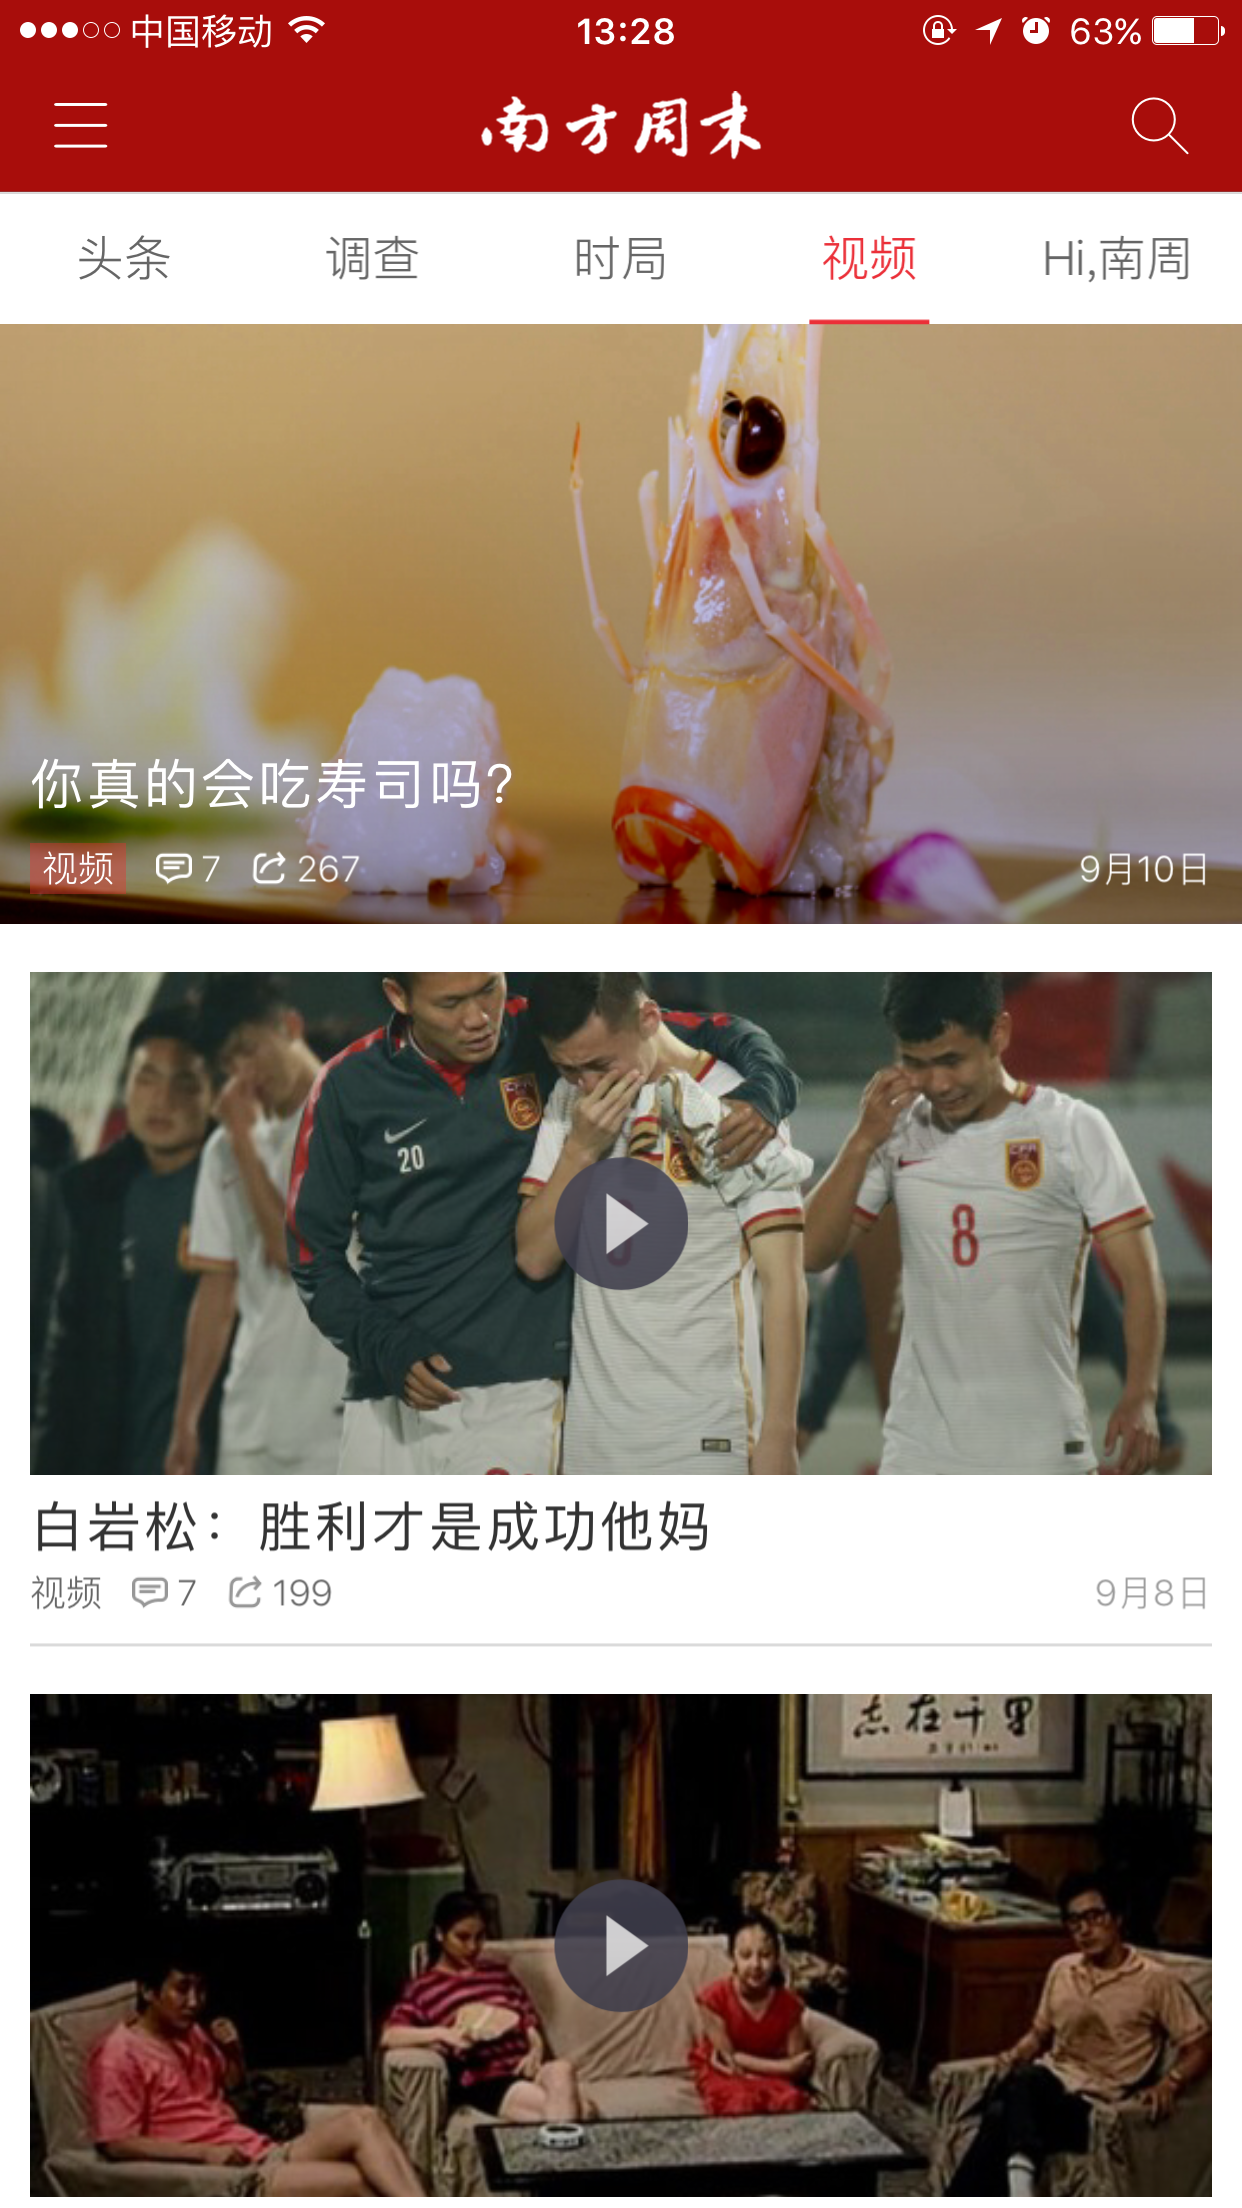 中国移动
13:28
63%
南方周末
头条
调查
时局
视频
Hi,南周
你真的会吃寿司吗?
视频 7 267
9月10日
20
8
白岩松：胜利才是成功他妈
视频 7 199
9月8日
志在千里